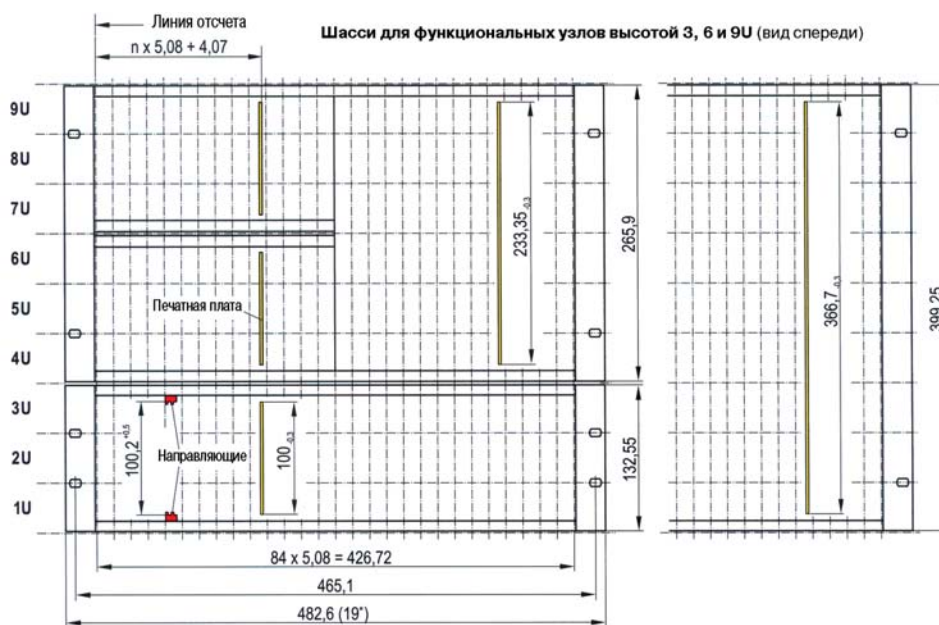 Линия отсчета
Шасси для функциональных узлов высотой 3, 6 и 9U (вид спереди)
n x 5,08 + 4,07
9U
8U
7U
6U
5U
4U
3U
2U
1U
Печатная плата
Направляющие
100,2 +0,5
100 -0,3
233,35 -0,3
265,9
132,55
366,7 -0,3
399,25
84 x 5,08 = 426,72
465,1
482,6 (19")